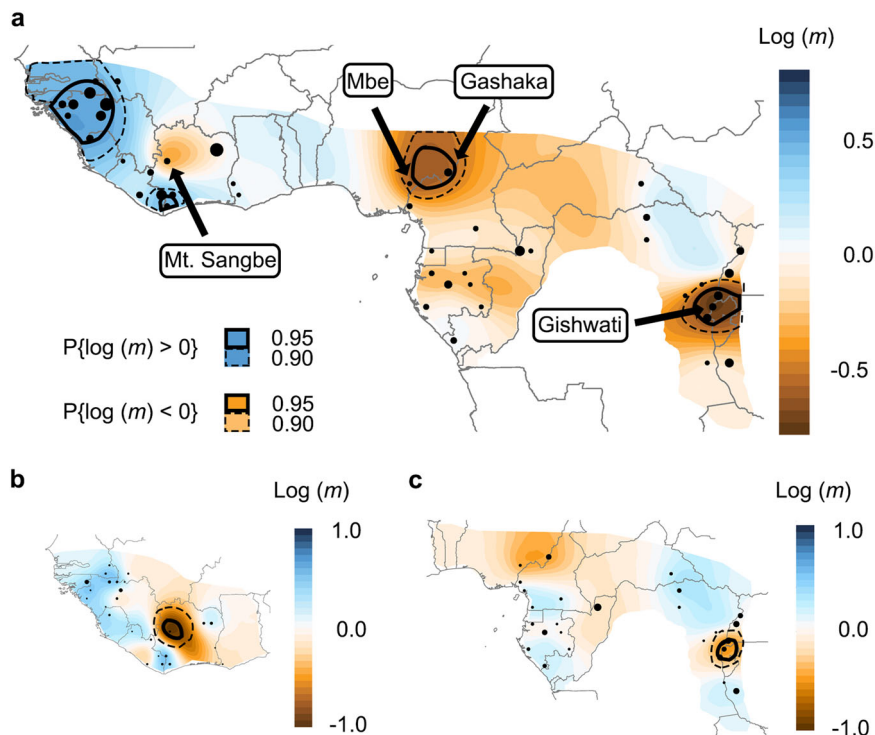 a
Log (m)
Mbe
Gashaka
0.5
Mt. Sangbe
0.0
Gishwati
P{log (m) > 0}
0.95
0.90
-0.5
P{log (m) < 0}
0.95
0.90
b
Log (m)
1.0
0.0
-1.0
c
Log (m)
1.0
0.0
-1.0